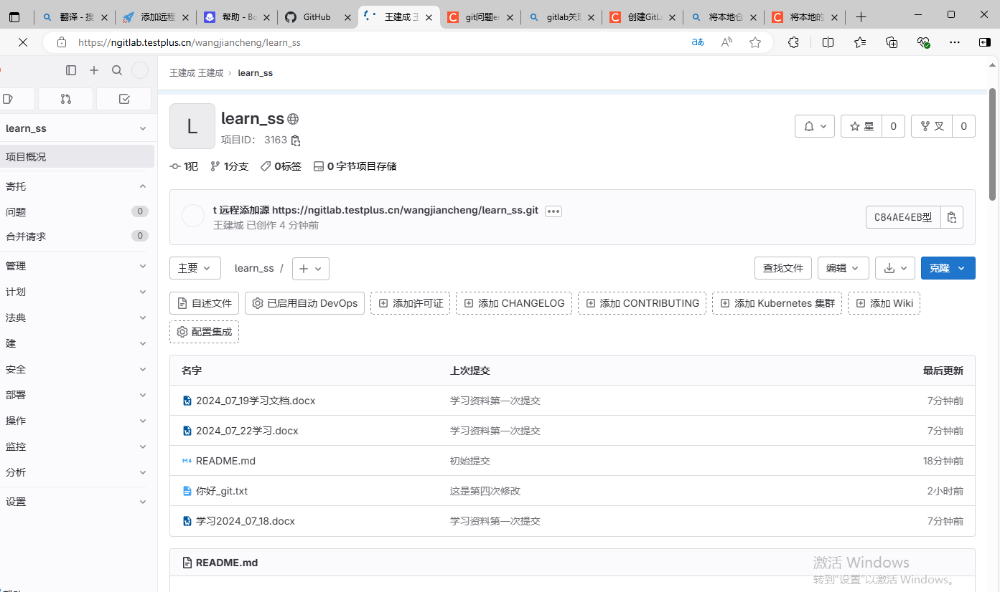 翻译 - 搜
添加远程
帮助 - Bo
GitHub
王建成 王
git问题er
gitlab关联
创建GitLa
将本地仓
将本地的
https://ngitlab.testplus.cn/wangjiancheng/learn_ss
王建成 王建成 › learn_ss
L
learn_ss
项目ID： 3163
星 0
叉 0
1犯 1分支 0标签 0 字节项目存储
t 远程添加源 https://ngitlab.testplus.cn/wangjiancheng/learn_ss.git
王建城 已创作 4 分钟前
C84AE4EB型
主要 learn_ss / 查找文件 编辑 克隆
自述文件 已启用自动 DevOps 添加许可证 添加 CHANGELOG 添加 CONTRIBUTING 添加 Kubernetes 集群 添加 Wiki
配置集成
名字 上次提交 最后更新
2024_07_19学习文档.docx 学习资料第一次提交 7分钟前
2024_07_22学习.docx 学习资料第一次提交 7分钟前
README.md 初始提交 18分钟前
你好_git.txt 这是第四次修改 2小时前
学习2024_07_18.docx 学习资料第一次提交 7分钟前
README.md
learn_ss
项目概况
寄托
问题 0
合并请求 0
管理
计划
法典
建
安全
部署
操作
监控
分析
设置
激活 Windows
转到"设置"以激活 Windows。